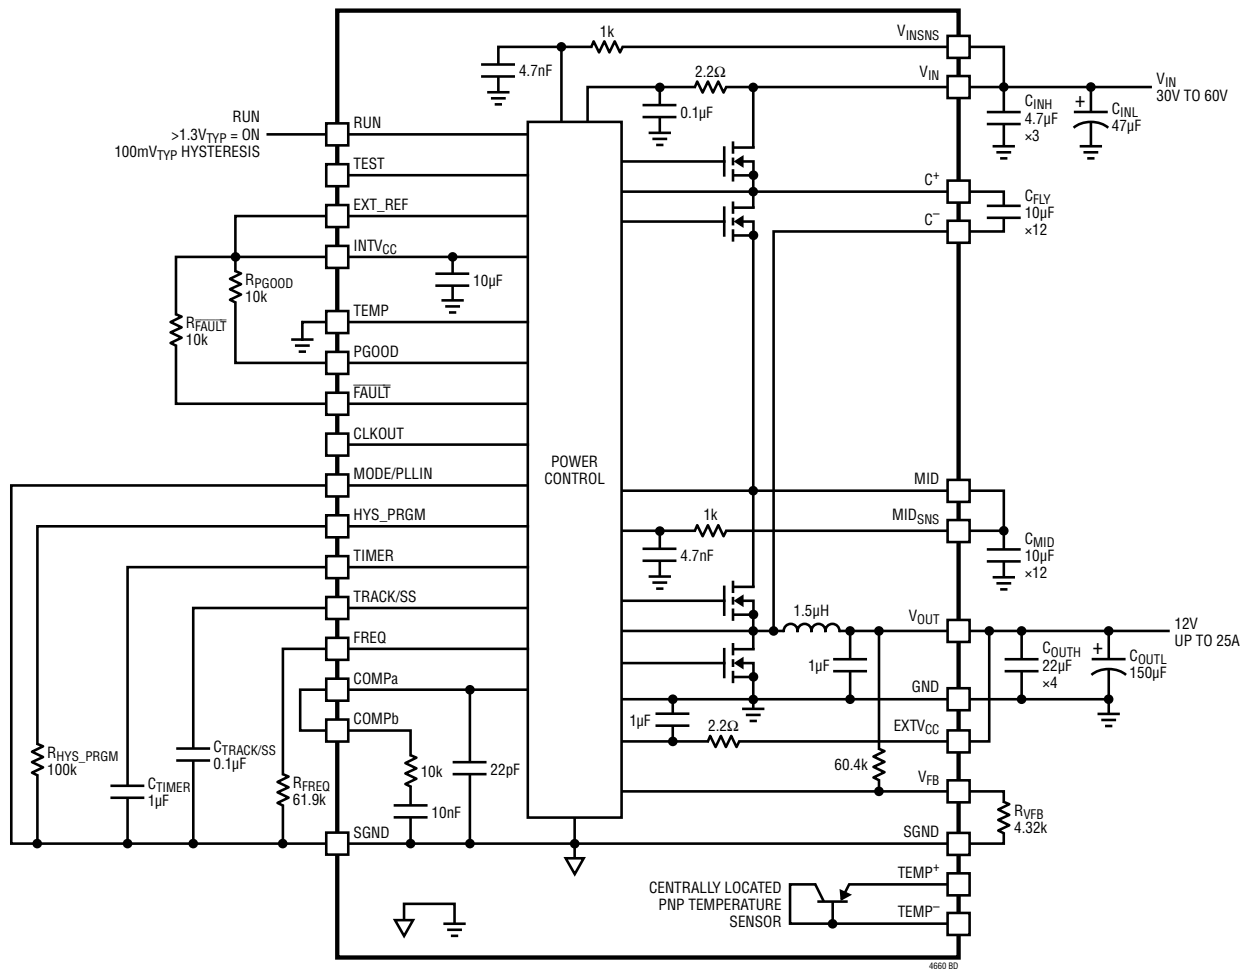 1k
V_INSNS
4.7nF
2.2Ω
V_IN
V_IN
30V TO 60V
0.1µF
C_INH
4.7µF
×3
+
C_INL
47µF
RUN
>1.3V_TYP = ON
100mV_TYP HYSTERESIS
RUN
TEST
EXT_REF
INTV_CC
C⁺
C⁻
C_FLY
10µF
×12
R_PGOOD
10k
10µF
R_FAULT̅
10k
TEMP
PGOOD
F̅A̅U̅L̅T̅
CLKOUT
MODE/PLLIN
HYS_PRGM
TIMER
TRACK/SS
FREQ
COMPa
COMPb
POWER
CONTROL
MID
1k
MID_SNS
4.7nF
C_MID
10µF
×12
1.5µH
V_OUT
12V
UP TO 25A
1µF
C_OUTH
22µF
×4
+
C_OUTL
150µF
GND
1µF
2.2Ω
EXTV_CC
60.4k
V_FB
R_VFB
4.32k
R_HYS_PRGM
100k
C_TIMER
1µF
C_TRACK/SS
0.1µF
R_FREQ
61.9k
10k
22pF
10nF
SGND
SGND
CENTRALLY LOCATED
PNP TEMPERATURE
SENSOR
TEMP⁺
TEMP⁻
4660 BD